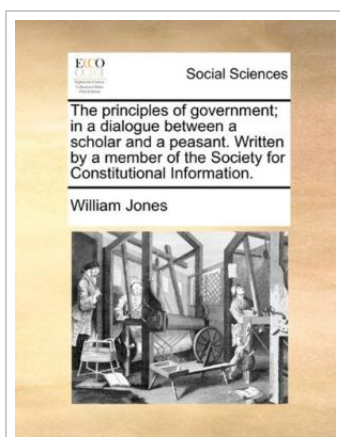 ECCO
Social Sciences
The principles of government;
in a dialogue between a
scholar and a peasant. Written
by a member of the Society for
Constitutional Information.
William Jones